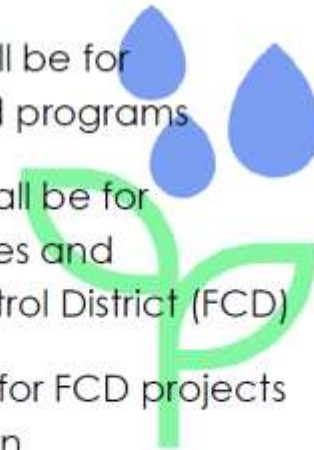 ll be for
programs
all be for
es and
trol District (FCD)
for FCD projects